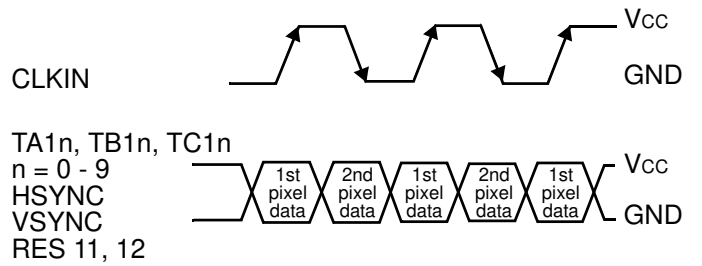 VCC
CLKIN
GND
TA1n, TB1n, TC1n
n = 0 - 9
HSYNC
VSYNC
RES 11, 12
1st pixel data
2nd pixel data
1st pixel data
2nd pixel data
1st pixel data
VCC
GND